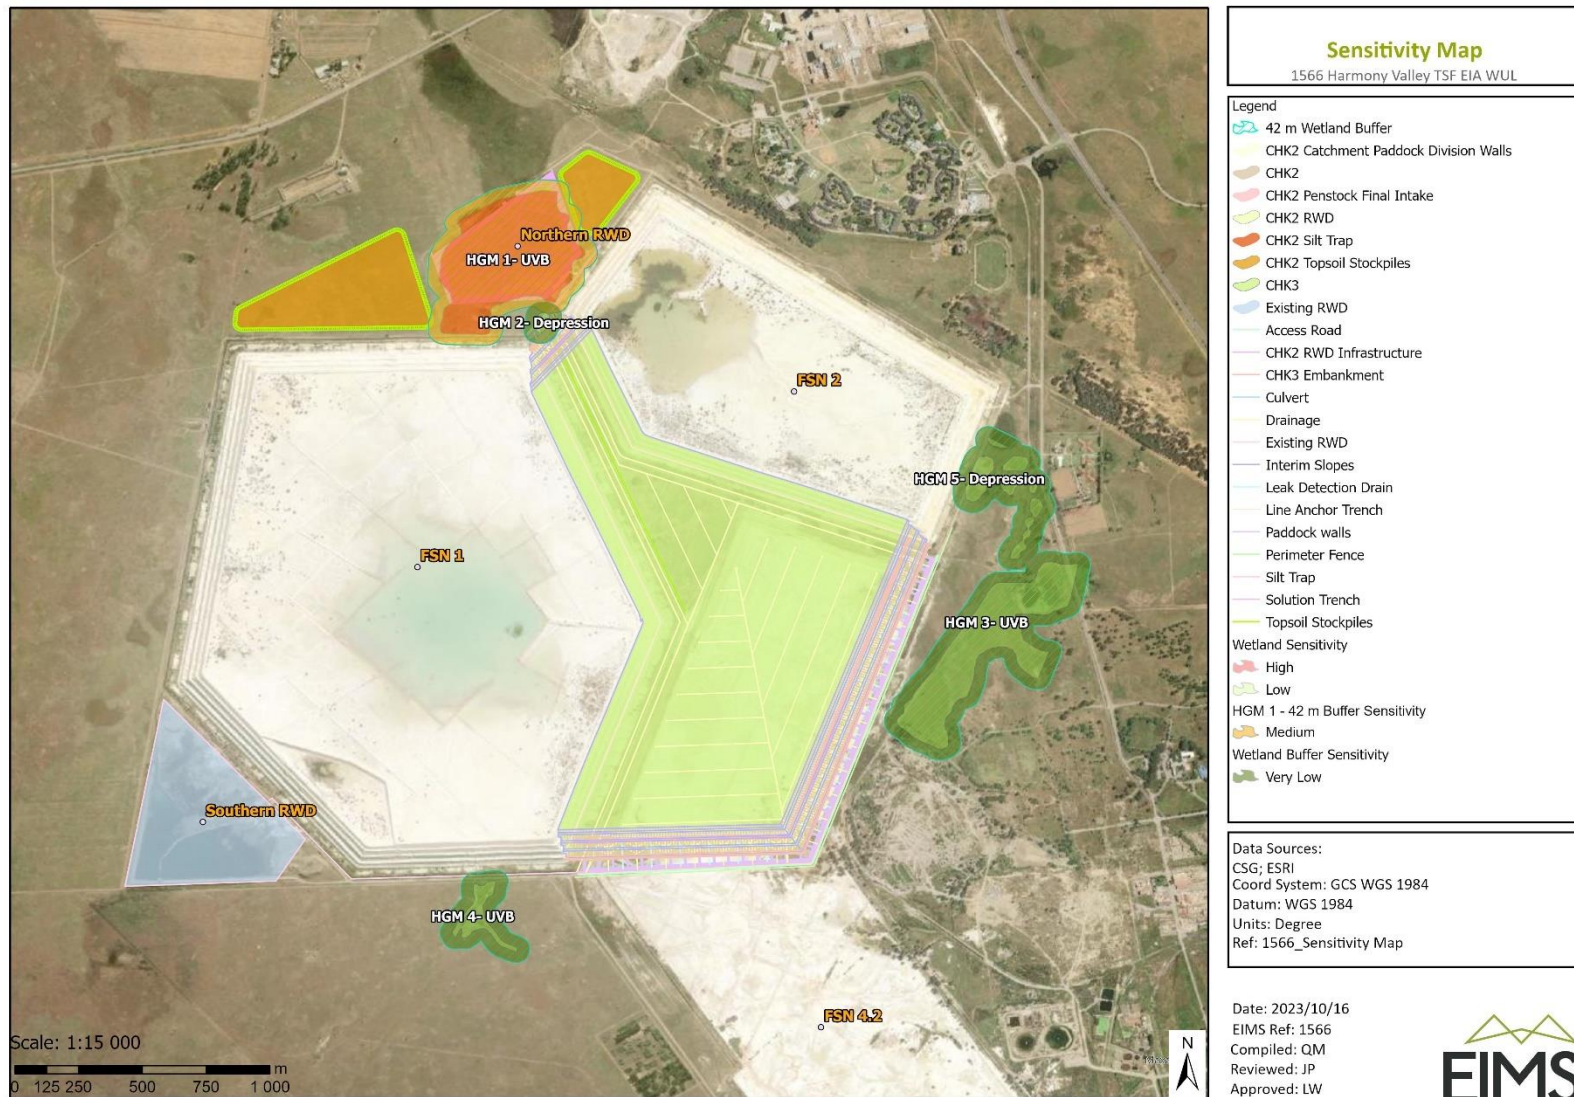 Sensitivity Map
1566 Harmony Valley TSF EIA WUL
Legend
42 m Wetland Buffer
CHK2 Catchment Paddock Division Walls
CHK2
CHK2 Penstock Final Intake
CHK2 RWD
CHK2 Silt Trap
CHK2 Topsoil Stockpiles
CHK3
Existing RWD
Access Road
CHK2 RWD Infrastructure
CHK3 Embankment
Culvert
Drainage
Existing RWD
Interim Slopes
Leak Detection Drain
Line Anchor Trench
Paddock walls
Perimeter Fence
Silt Trap
Solution Trench
Topsoil Stockpiles
Wetland Sensitivity
High
Low
HGM 1 - 42 m Buffer Sensitivity
Medium
Wetland Buffer Sensitivity
Very Low
Data Sources:
CSG; ESRI
Coord System: GCS WGS 1984
Datum: WGS 1984
Units: Degree
Ref: 1566_Sensitivity Map
Date: 2023/10/16
EIMS Ref: 1566
Compiled: QM
Reviewed: JP
Approved: LW
EIMS
Northern RWD
HGM 1- UVB
HGM 2- Depression
FSN 2
HGM 5- Depression
FSN 1
HGM 3- UVB
Southern RWD
HGM 4- UVB
FSN 4.2
Scale: 1:15 000
m
0 125 250 500 750 1 000
N